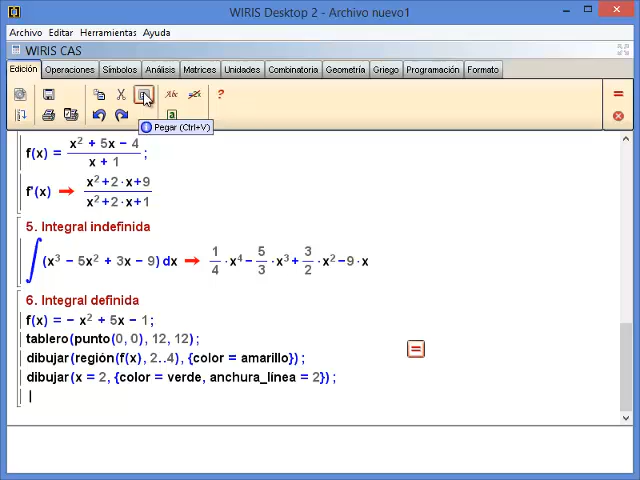 WIRIS Desktop 2 - Archivo nuevo1
Archivo Editar Herramientas Ayuda
WIRIS CAS
Edición Operaciones Símbolos Análisis Matrices Unidades Combinatoria Geometría Griego Programación Formato
Pegar (Ctrl+V)
f(x) = (x² + 5x − 4)/(x + 1) ;
f'(x) → (x²+2·x+9)/(x²+2·x+1)
5. Integral indefinida
∫ (x³ − 5x² + 3x − 9) dx → 1/4·x⁴ − 5/3·x³ + 3/2·x² − 9·x
6. Integral definida
f(x) = − x² + 5x − 1 ;
tablero(punto(0, 0), 12, 12) ;
dibujar(región(f(x), 2..4), {color = amarillo}) ;
dibujar(x = 2, {color = verde, anchura_línea = 2}) ;